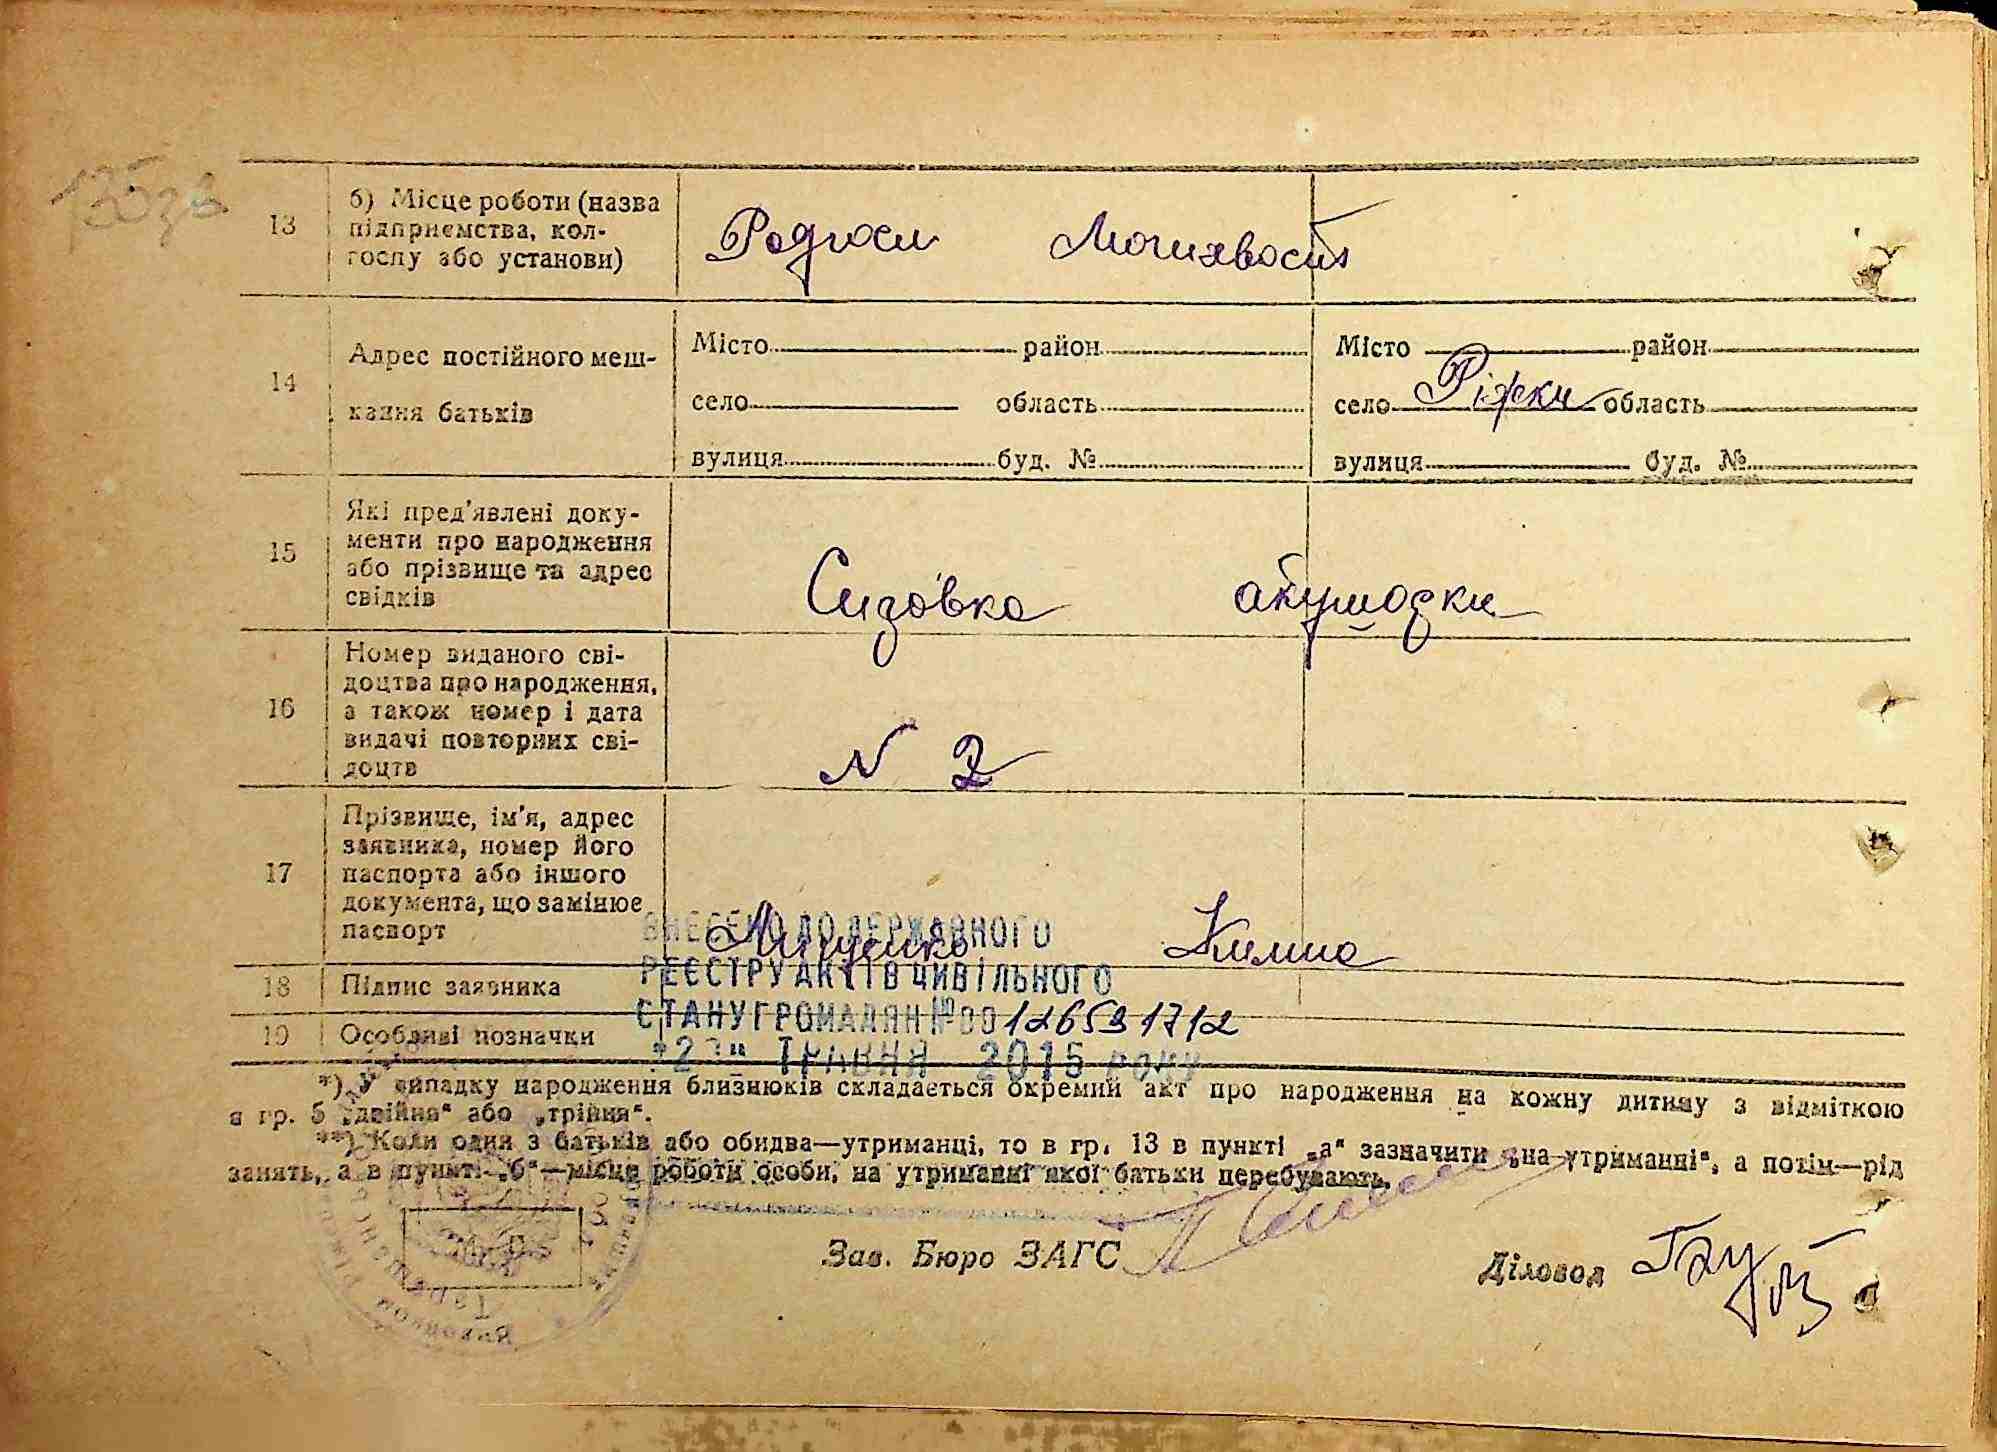 135зв
13
б) Місце роботи (назва
підприємства, кол-
госпу або установи)
Радгосп
14
Адрес постійного меш-
кання батьків
Місто район
село область
вулиця буд. №
Місто район
село Ріжки область
вулиця буд. №
15
Які пред'явлені доку-
менти про народження
або прізвище та адрес
свідків
акушорки
16
Номер виданого сві-
доцтва про народження,
а також номер і дата
видачі повторних сві-
доцтв
N 2
17
Прізвище, ім'я, адрес
заявника, номер його
паспорта або іншого
документа, що замінює
паспорт
ВНЕСЕНО ДО ДЕРЖАВНОГО
РЕЄСТРУ АКТІВ ЦИВІЛЬНОГО
СТАНУ ГРОМАДЯН № 00126591712
ТРАВНЯ 2015 року
18
Підпис заявника
19
Особливі позначки
*) У випадку народження близнюків складається окремий акт про народження на кожну дитину з відміткою
в гр. 5 „двійня“ або „трійня“.
**) Коли один з батьків або обидва—утриманці, то в гр. 13 в пункті „а“ зазначити „на утриманні“, а потім—рід
занять, а в пункті „б“—місце роботи особи, на утриманні якої батьки перебувають.
Зав. Бюро ЗАГС
Діловод